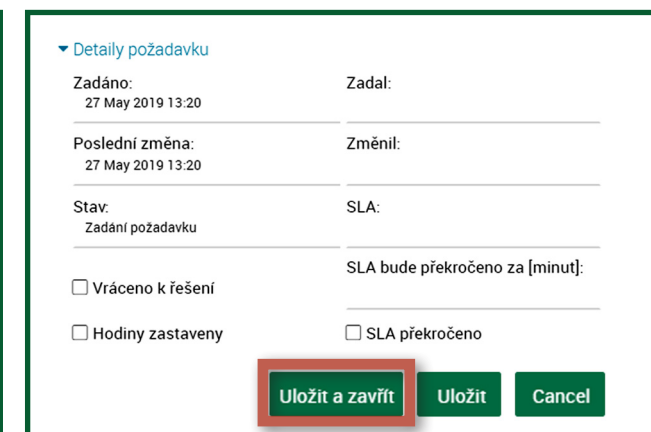 Detaily požadavku
Zadáno:
27 May 2019 13:20
Zadal:
Poslední změna:
27 May 2019 13:20
Změnil:
Stav:
Zadání požadavku
SLA:
Vráceno k řešení
SLA bude překročeno za [minut]:
Hodiny zastaveny
SLA překročeno
Uložit a zavřít
Uložit
Cancel